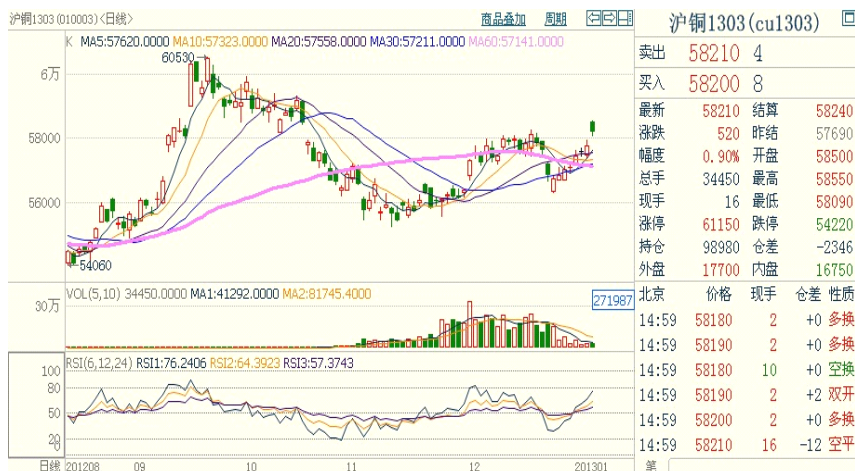 沪铜1303 (010003) <日线>
商品叠加 周期
K MA5:57620.0000 MA10:57323.0000 MA20:57558.0000 MA30:57211.0000 MA60:57141.0000
60530
6万
58000
56000
54060
VOL(5,10) 34450.0000 MA1:41292.0000 MA2:81745.4000
30万
271987
RSI(6,12,24) RSI1:76.2406 RSI2:64.3923 RSI3:57.3743
100
80
50
20
0
日线 201208 09 10 11 12 201301
沪铜1303(cu1303)
卖出 58210 4
买入 58200 8
最新 58210 结算 58240
涨跌 520 昨结 57690
幅度 0.90% 开盘 58500
总手 34450 最高 58550
现手 16 最低 58090
涨停 61150 跌停 54220
持仓 98980 仓差 -2346
外盘 17700 内盘 16750
北京 价格 现手 仓差 性质
14:59 58180 2 +0 多换
14:59 58190 2 +0 多换
14:59 58180 10 +0 空换
14:59 58190 2 +2 双开
14:59 58200 2 +0 多换
14:59 58210 16 -12 空平
笔